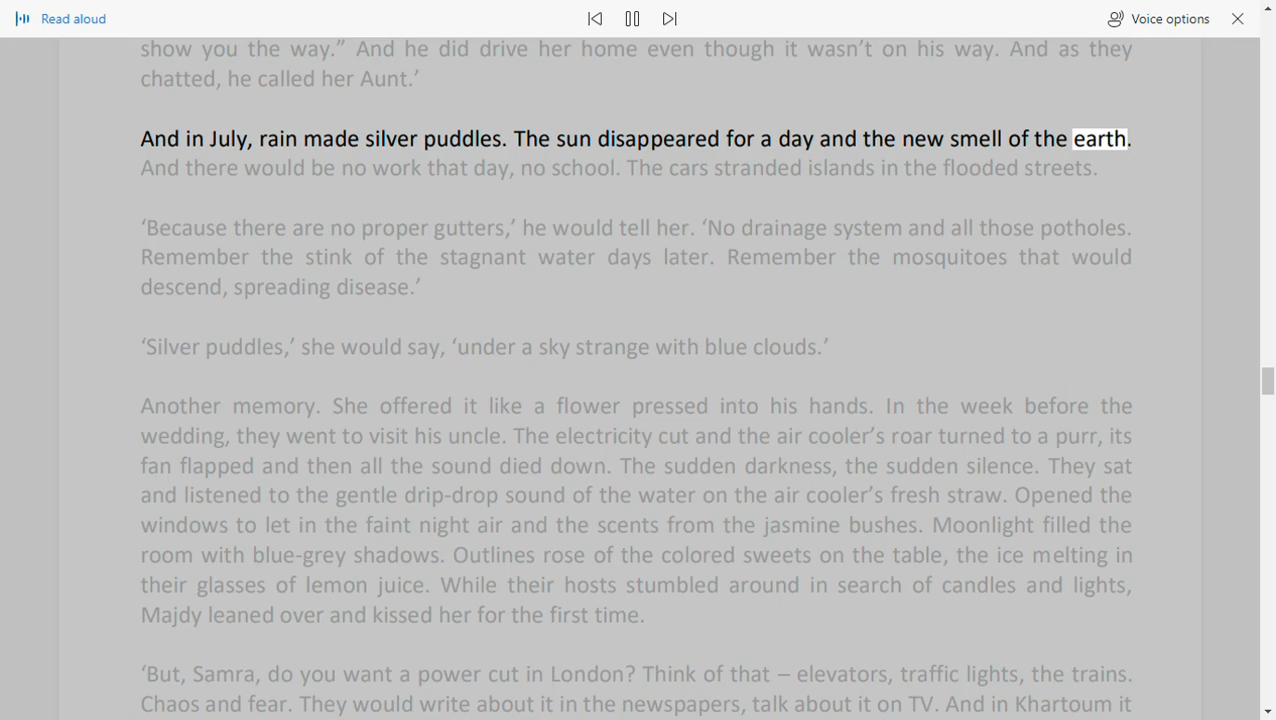 Read aloud
Voice options
show you the way.” And he did drive her home even though it wasn’t on his way. And as they
chatted, he called her Aunt.’
And in July, rain made silver puddles. The sun disappeared for a day and the new smell of the earth.
And there would be no work that day, no school. The cars stranded islands in the flooded streets.
‘Because there are no proper gutters,’ he would tell her. ‘No drainage system and all those potholes.
Remember the stink of the stagnant water days later. Remember the mosquitoes that would
descend, spreading disease.’
‘Silver puddles,’ she would say, ‘under a sky strange with blue clouds.’
Another memory. She offered it like a flower pressed into his hands. In the week before the
wedding, they went to visit his uncle. The electricity cut and the air cooler’s roar turned to a purr, its
fan flapped and then all the sound died down. The sudden darkness, the sudden silence. They sat
and listened to the gentle drip-drop sound of the water on the air cooler’s fresh straw. Opened the
windows to let in the faint night air and the scents from the jasmine bushes. Moonlight filled the
room with blue-grey shadows. Outlines rose of the colored sweets on the table, the ice melting in
their glasses of lemon juice. While their hosts stumbled around in search of candles and lights,
Majdy leaned over and kissed her for the first time.
‘But, Samra, do you want a power cut in London? Think of that – elevators, traffic lights, the trains.
Chaos and fear. They would write about it in the newspapers, talk about it on TV. And in Khartoum it